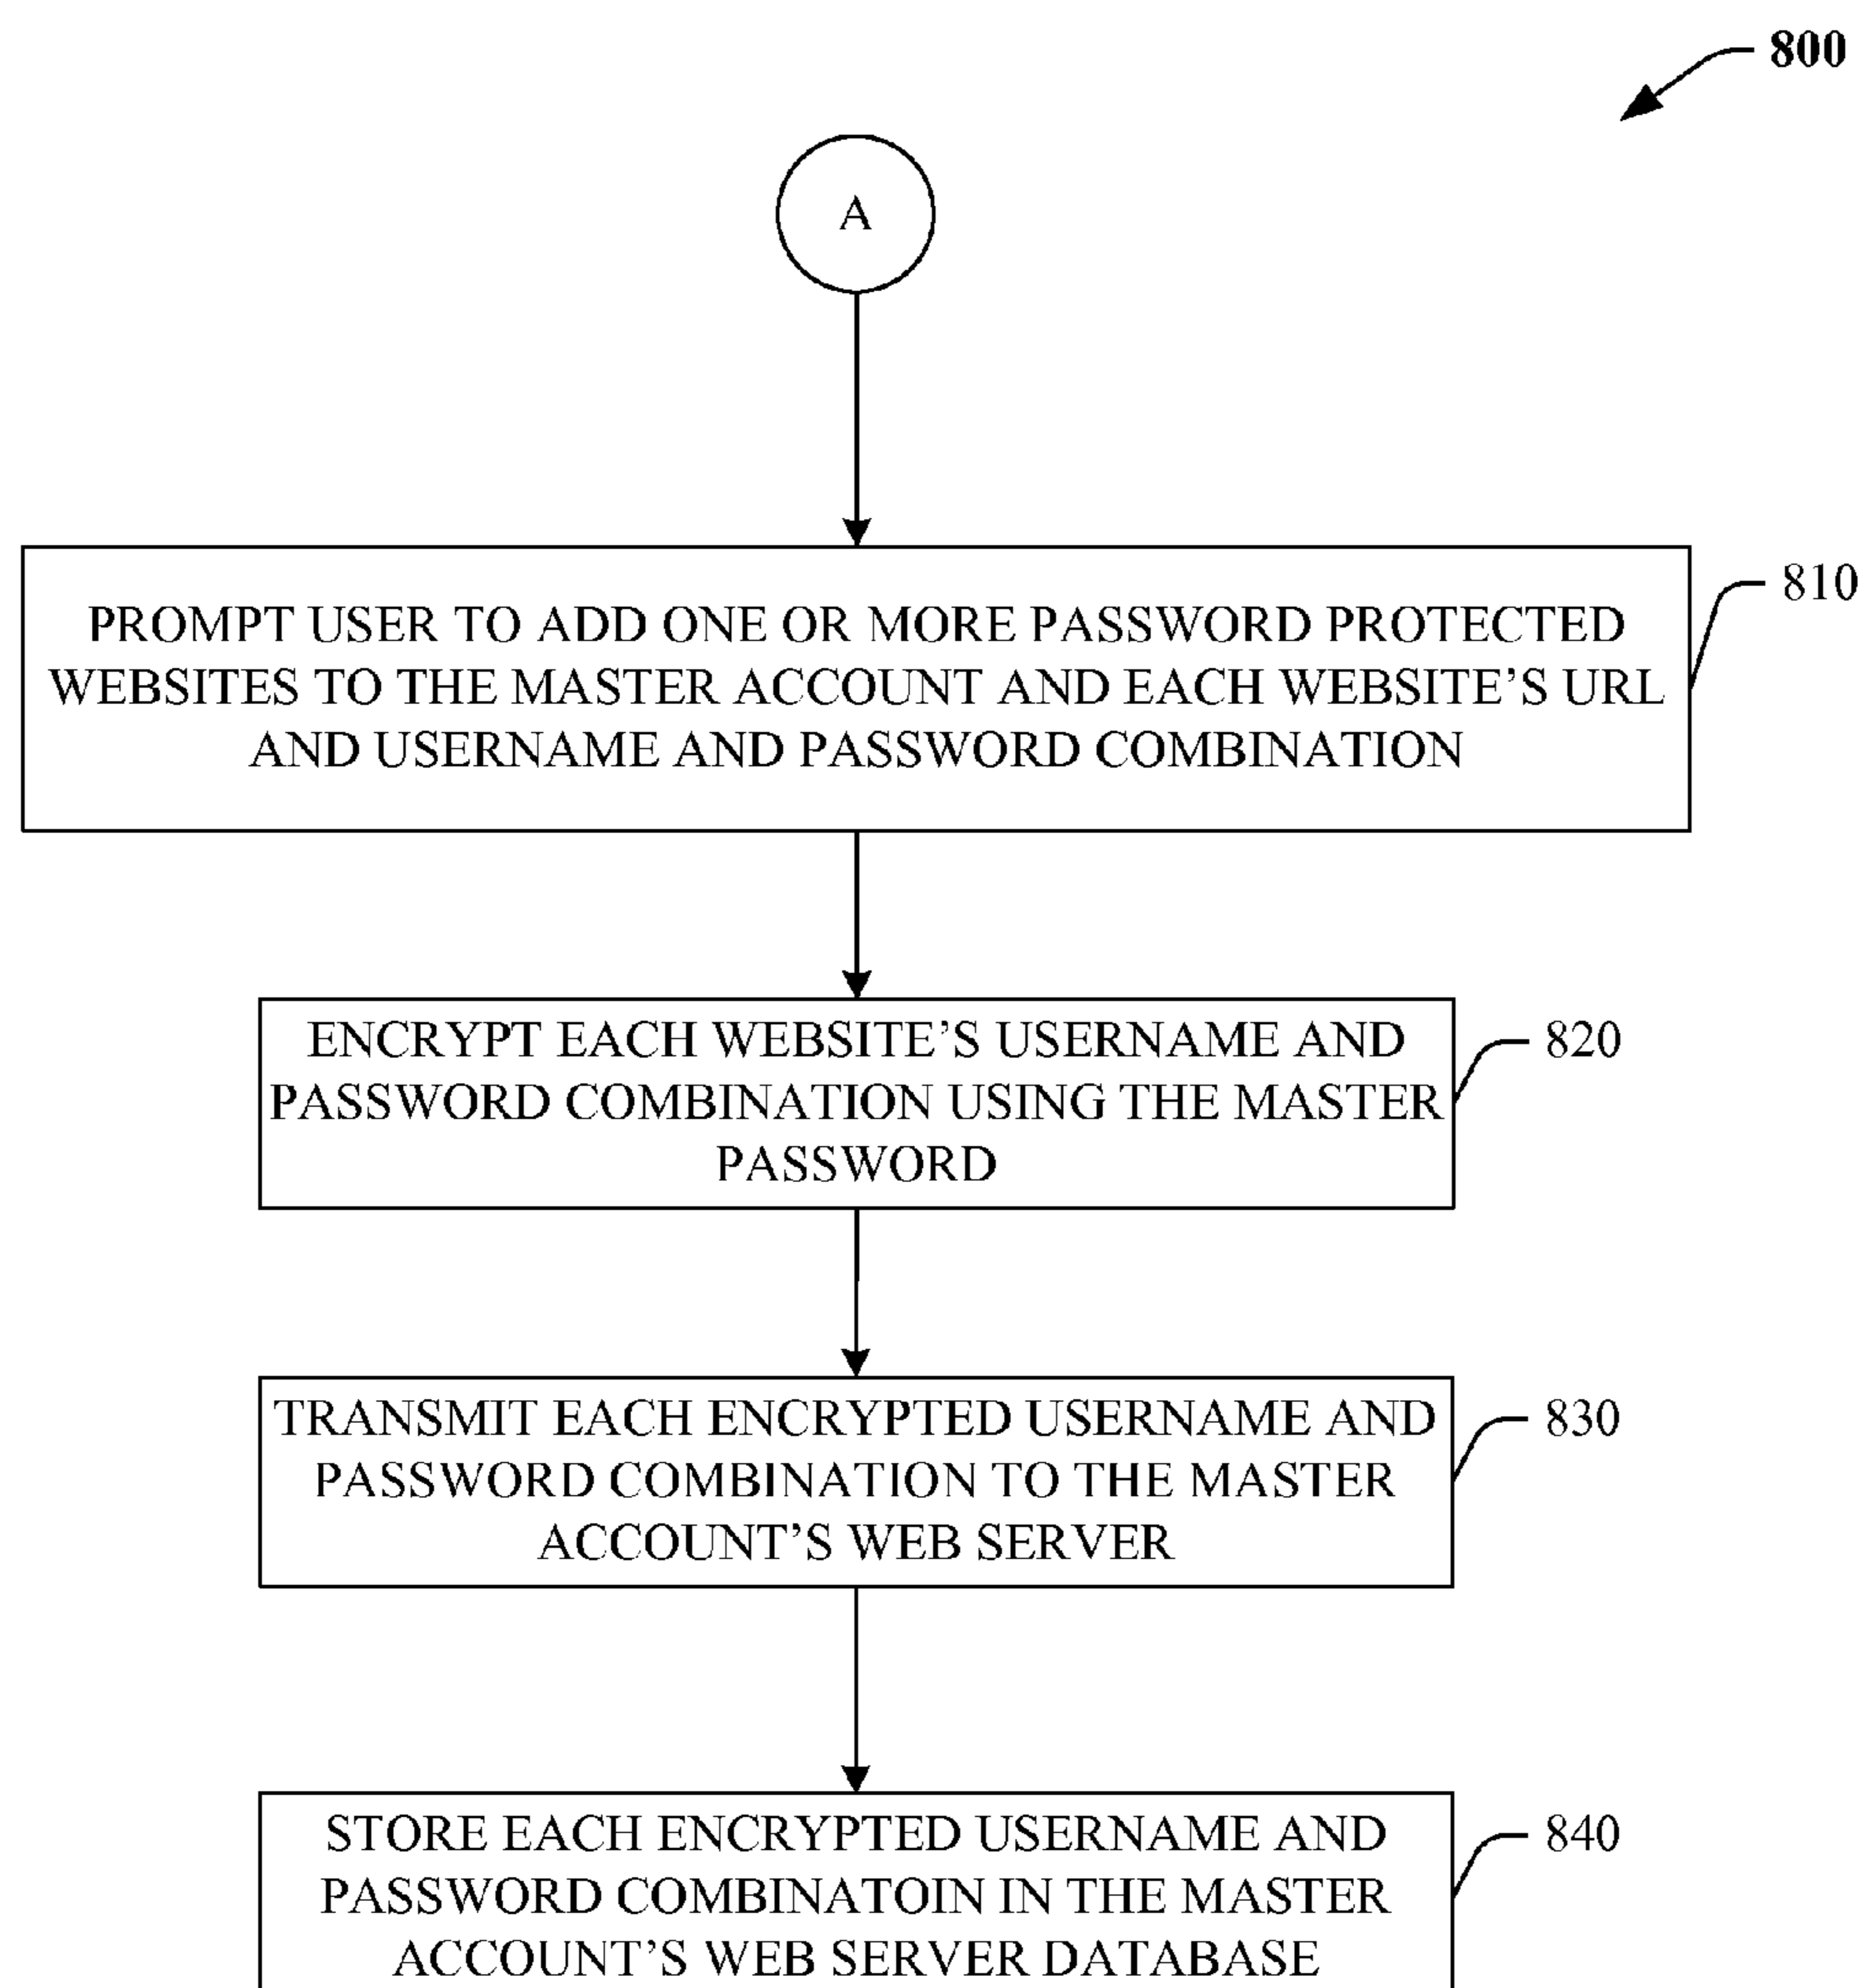 800
A
PROMPT USER TO ADD ONE OR MORE PASSWORD PROTECTED
WEBSITES TO THE MASTER ACCOUNT AND EACH WEBSITE’S URL
AND USERNAME AND PASSWORD COMBINATION
810
ENCRYPT EACH WEBSITE’S USERNAME AND
PASSWORD COMBINATION USING THE MASTER
PASSWORD
820
TRANSMIT EACH ENCRYPTED USERNAME AND
PASSWORD COMBINATION TO THE MASTER
ACCOUNT’S WEB SERVER
830
STORE EACH ENCRYPTED USERNAME AND
PASSWORD COMBINATOIN IN THE MASTER
ACCOUNT’S WEB SERVER DATABASE
840